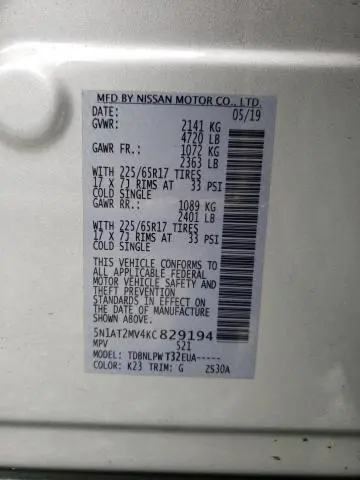 MFD BY NISSAN MOTOR CO., LTD.
DATE: 05/19
GVWR: 2141 KG
4720 LB
GAWR FR.: 1072 KG
2363 LB
WITH 225/65R17 TIRES
17 X 7J RIMS AT 33 PSI
COLD SINGLE
GAWR RR.: 1089 KG
2401 LB
WITH 225/65R17 TIRES
17 X 7J RIMS AT 33 PSI
COLD SINGLE
THIS VEHICLE CONFORMS TO ALL
APPLICABLE U.S. FEDERAL
MOTOR VEHICLE SAFETY AND
THEFT PREVENTION
STANDARDS IN EFFECT ON THE
DATE OF MANUFACTURE
SHOWN ABOVE.
5N1AT2MV4KC829194
MPV 521
MODEL: TDBNLPW T32EUA-----
COLOR: K23 TRIM: G 2S30A